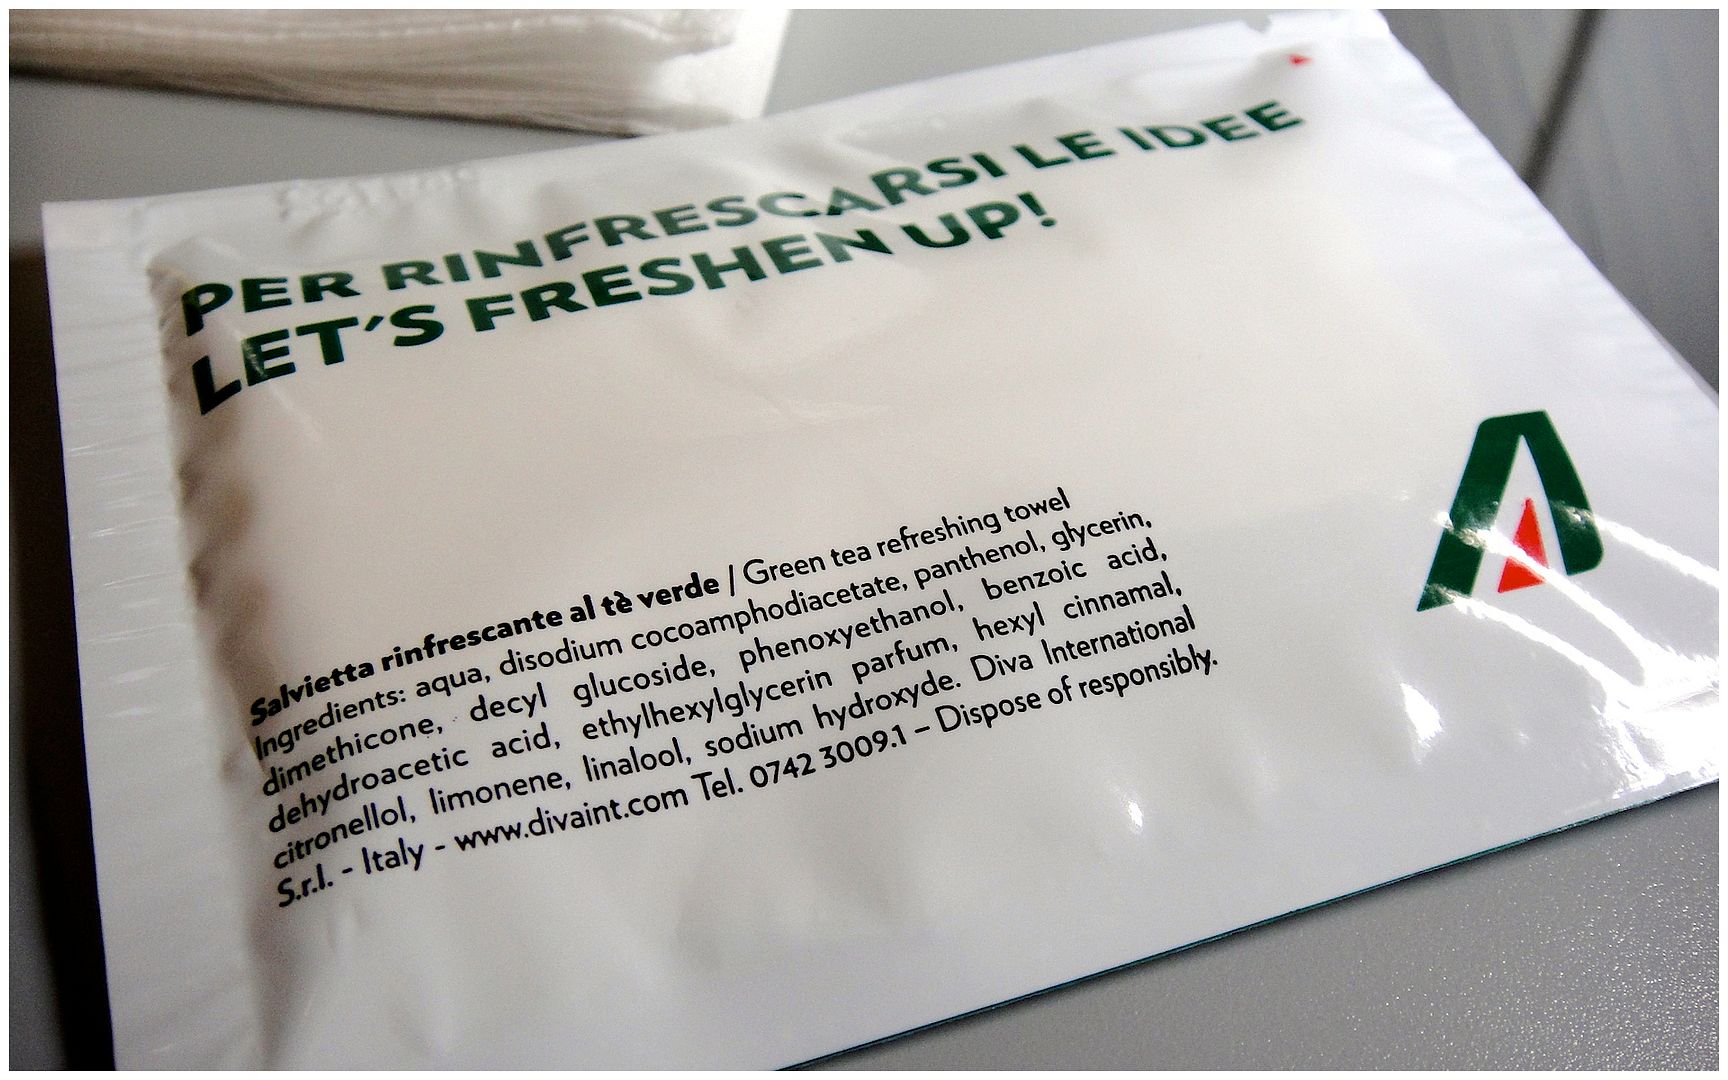 PER RINFRESCARSI LE IDEE
LET'S FRESHEN UP!
Salvietta rinfrescante al tè verde / Green tea refreshing towel
Ingredients: aqua, disodium cocoamphodiacetate, panthenol, glycerin,
dimethicone, decyl glucoside, phenoxyethanol, benzoic acid,
dehydroacetic acid, ethylhexylglycerin parfum, hexyl cinnamal,
citronellol, limonene, linalool, sodium hydroxyde. Diva International
S.r.l. - Italy - www.divaint.com Tel. 0742 3009.1 – Dispose of responsibly.